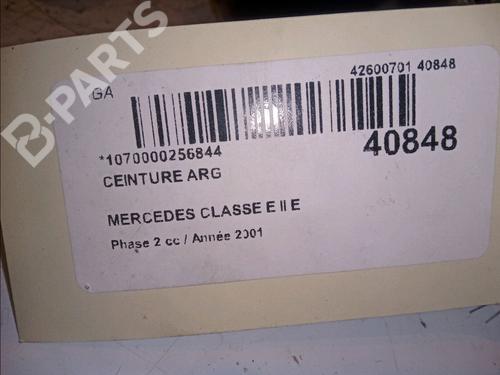 GA
42600701 40848
*1070000256844
40848
CEINTURE ARG
MERCEDES CLASSE E II E
Phase 2 cc / Année 2001
B-PARTS